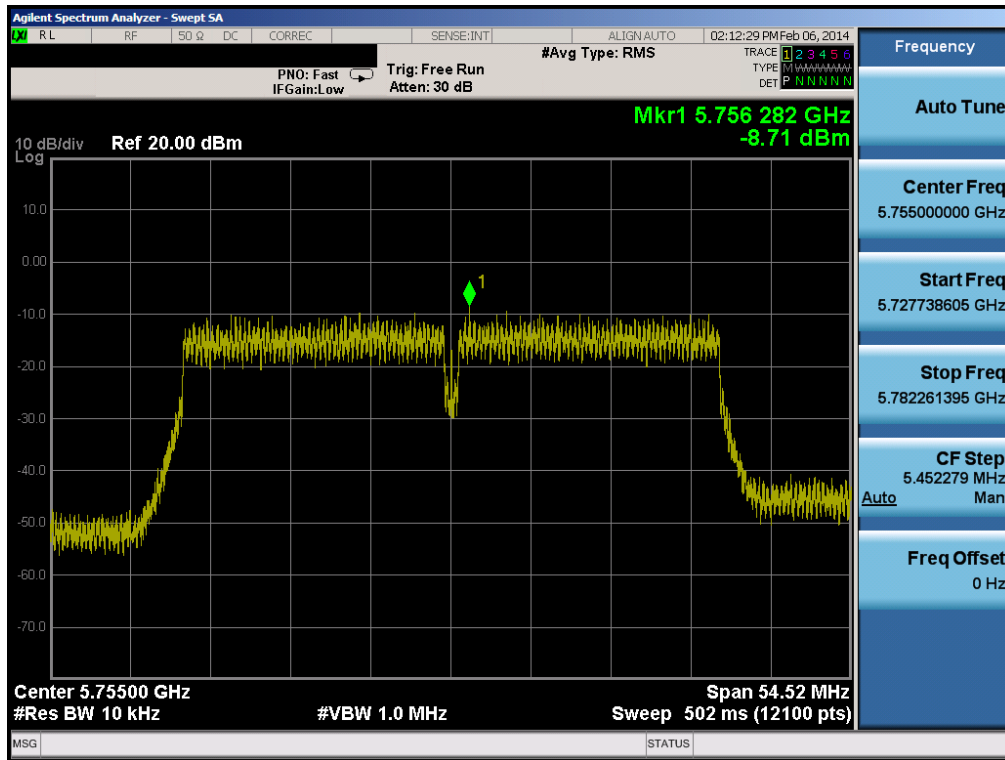 Agilent Spectrum Analyzer - Swept SA
LXI RL RF 50 Ω DC CORREC SENSE:INT ALIGN AUTO 02:12:29 PM Feb 06, 2014
#Avg Type: RMS
TRACE 1 2 3 4 5 6
PNO: Fast Trig: Free Run
TYPE M WWWWW
IFGain:Low Atten: 30 dB
DET P N N N N N
Mkr1 5.756 282 GHz
-8.71 dBm
10 dB/div Ref 20.00 dBm
Log
1
10.0
0.00
-10.0
-20.0
-30.0
-40.0
-50.0
-60.0
-70.0
Center 5.75500 GHz Span 54.52 MHz
#Res BW 10 kHz #VBW 1.0 MHz Sweep 502 ms (12100 pts)
MSG STATUS
Frequency
Auto Tune
Center Freq
5.755000000 GHz
Start Freq
5.727738605 GHz
Stop Freq
5.782261395 GHz
CF Step
5.452279 MHz
Auto Man
Freq Offset
0 Hz